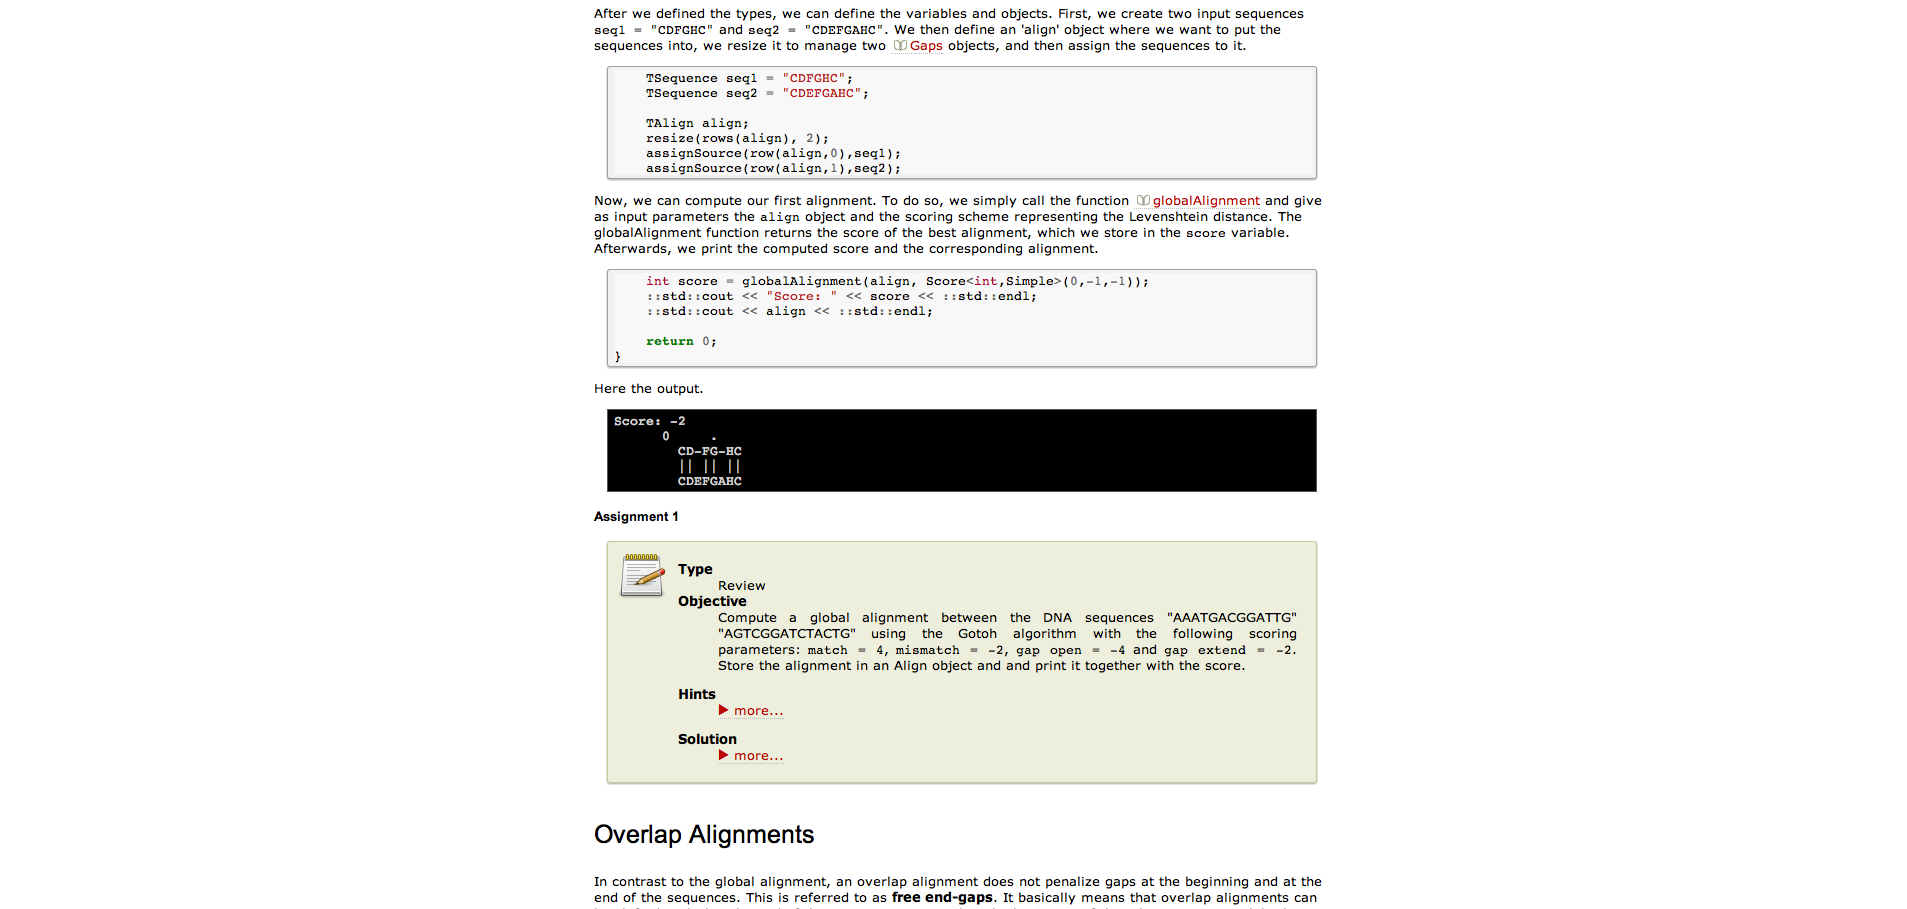 After we defined the types, we can define the variables and objects. First, we create two input sequences
seq1 = "CDFGHC" and seq2 = "CDEFGAHC". We then define an 'align' object where we want to put the
sequences into, we resize it to manage two Gaps objects, and then assign the sequences to it.
TSequence seq1 = "CDFGHC";
TSequence seq2 = "CDEFGAHC";
TAlign align;
resize(rows(align), 2);
assignSource(row(align,0),seq1);
assignSource(row(align,1),seq2);
Now, we can compute our first alignment. To do so, we simply call the function globalAlignment and give
as input parameters the align object and the scoring scheme representing the Levenshtein distance. The
globalAlignment function returns the score of the best alignment, which we store in the score variable.
Afterwards, we print the computed score and the corresponding alignment.
int score = globalAlignment(align, Score<int,Simple>(0,-1,-1));
::std::cout << "Score: " << score << ::std::endl;
::std::cout << align << ::std::endl;
return 0;
}
Here the output.
Score: -2
0 .
CD-FG-HC
|| || ||
CDEFGAHC
Assignment 1
Type
Review
Objective
Compute a global alignment between the DNA sequences "AAATGACGGATTG"
"AGTCGGATCTACTG" using the Gotoh algorithm with the following scoring
parameters: match = 4, mismatch = -2, gap open = -4 and gap extend = -2.
Store the alignment in an Align object and and print it together with the score.
Hints
more...
Solution
more...
Overlap Alignments
In contrast to the global alignment, an overlap alignment does not penalize gaps at the beginning and at the
end of the sequences. This is referred to as free end-gaps. It basically means that overlap alignments can